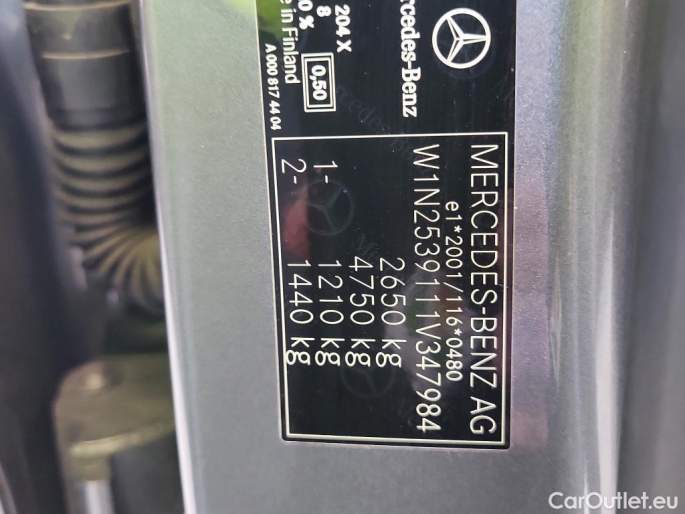 MERCEDES-BENZ AG
e1*2001/116*0480
W1N2539111V347984
2650 kg
4750 kg
1- 1210 kg
2- 1440 kg
Mercedes-Benz
204 X
8
0 %
0,50
in Finland
A 000 817 44 04
CarOutlet.eu